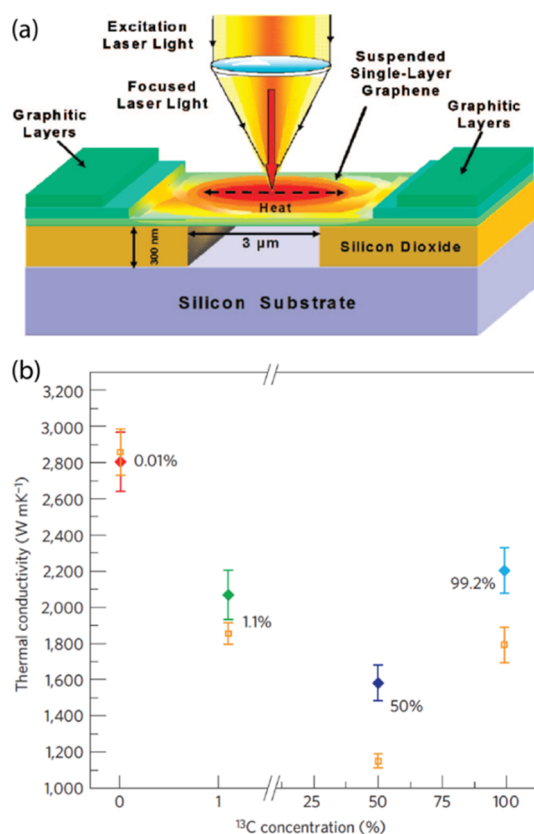 (a)
Excitation
Laser Light
Focused
Laser Light
Suspended
Single-Layer
Graphene
Graphitic
Layers
Graphitic
Layers
Heat
300 nm
3 µm
Silicon Dioxide
Silicon Substrate
(b)
3,200
3,000
2,800
2,600
2,400
2,200
2,000
1,800
1,600
1,400
1,200
1,000
Thermal conductivity (W mK⁻¹)
0.01%
1.1%
50%
99.2%
0 1 25 50 75 100
¹³C concentration (%)